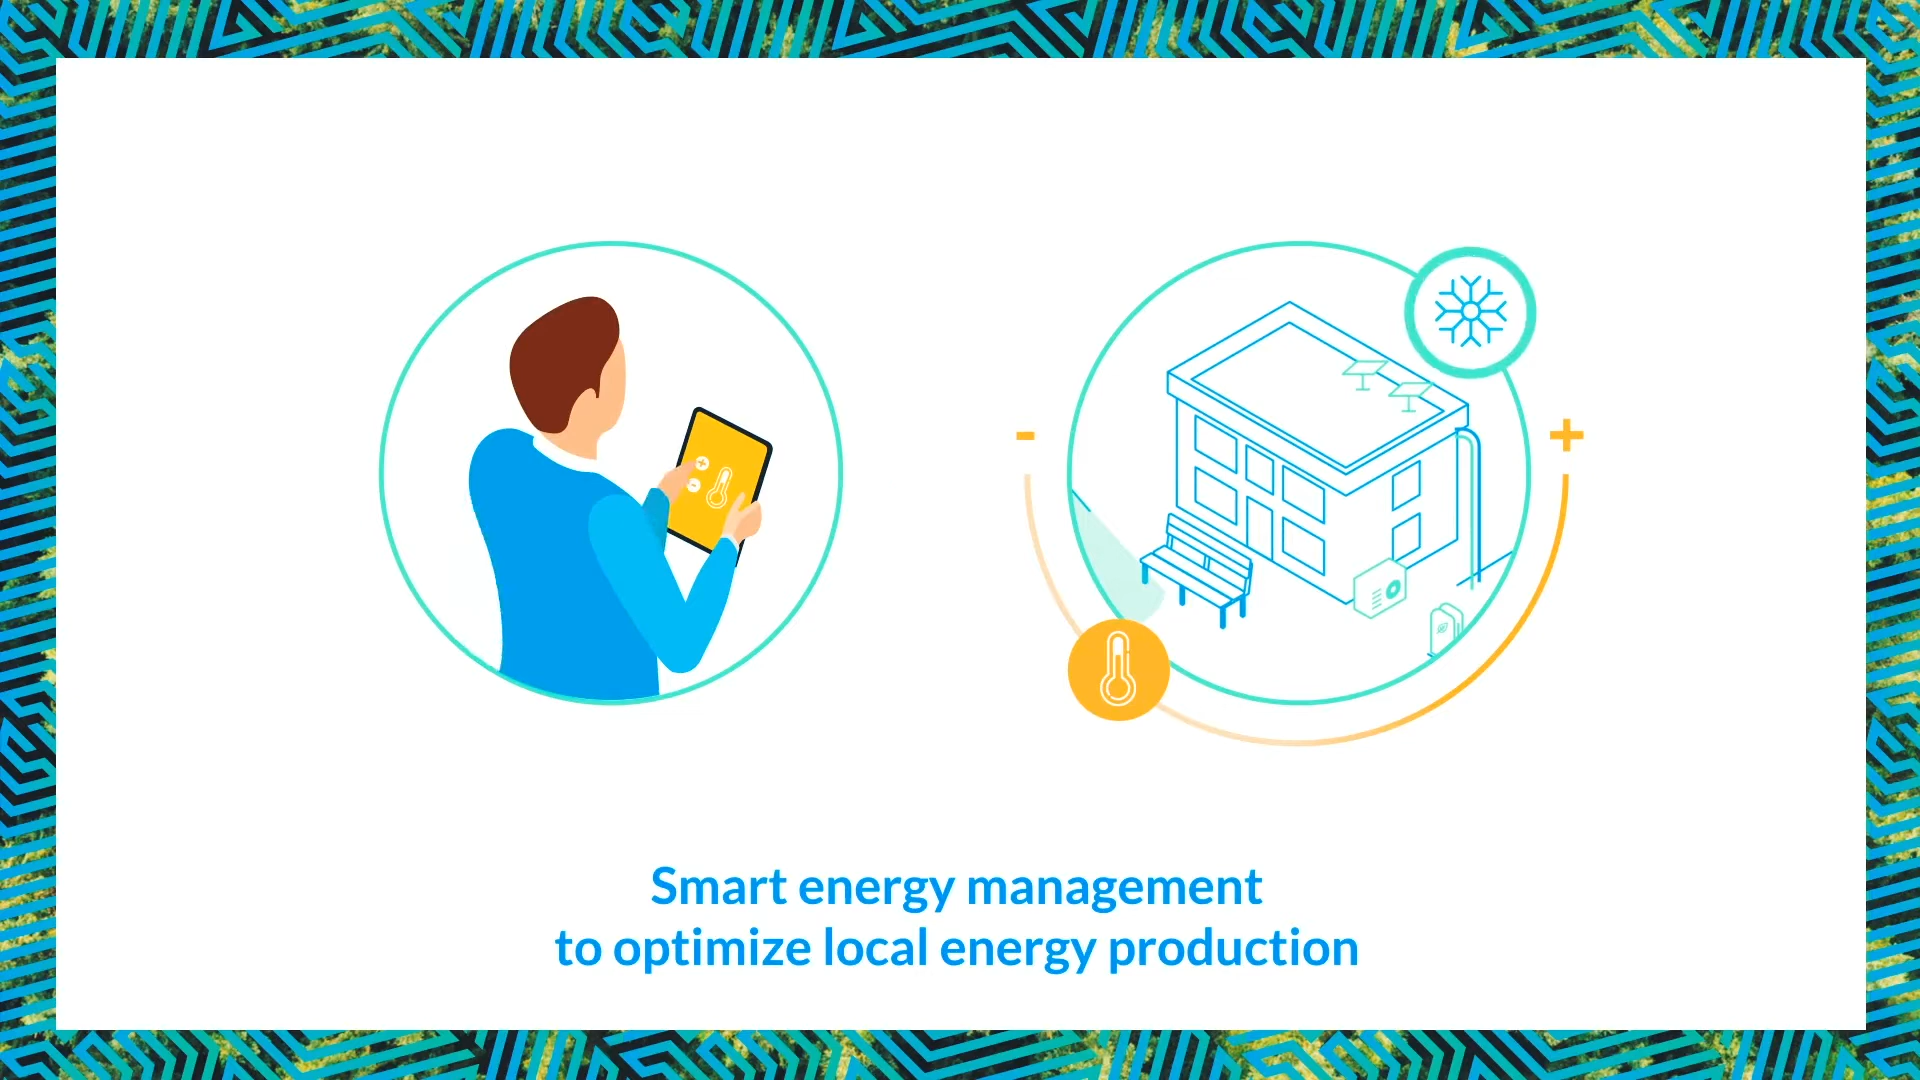 - +
Smart energy management
to optimize local energy production